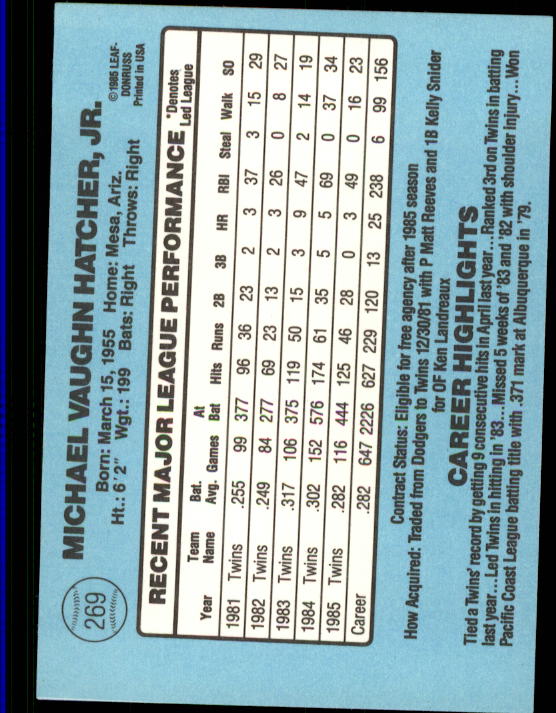 269
MICHAEL VAUGHN HATCHER, JR.
Born: March 15, 1955 Home: Mesa, Ariz.
Ht.: 6'2" Wgt.: 199 Bats: Right Throws: Right
©1985 LEAF-
DONRUSS
Printed in USA
RECENT MAJOR LEAGUE PERFORMANCE
*Denotes
Led League
Year Team Name Bat. Avg. Games At Bat Hits Runs 2B 3B HR RBI Steal Walk SO
1981 Twins .255 99 377 96 36 23 2 3 37 3 15 29
1982 Twins .249 84 277 69 23 13 2 3 26 0 8 27
1983 Twins .317 106 375 119 50 15 3 9 47 2 14 19
1984 Twins .302 152 576 174 61 35 5 5 69 0 37 34
1985 Twins .282 116 444 125 46 28 0 3 49 0 16 23
Career .282 647 2226 627 229 120 13 25 238 6 99 156
Contract Status: Eligible for free agency after 1985 season
How Acquired: Traded from Dodgers to Twins 12/30/81 with P Matt Reeves and 1B Kelly Snider
for OF Ken Landreaux
CAREER HIGHLIGHTS
Tied a Twins' record by getting 9 consecutive hits in April last year...Ranked 3rd on Twins in batting
last year...Led Twins in hitting in '83...Missed 5 weeks of '83 and '82 with shoulder injury...Won
Pacific Coast League batting title with .371 mark at Albuquerque in '79.